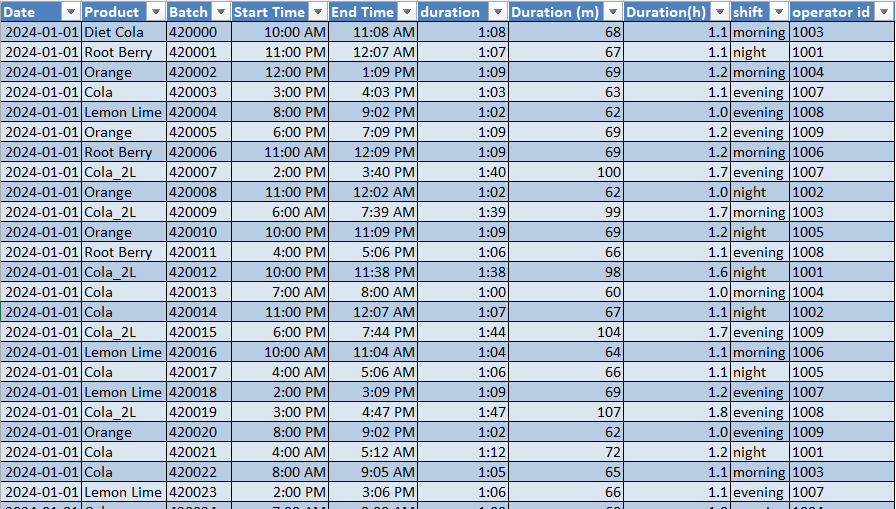 Date Product Batch Start Time End Time duration Duration (m) Duration(h) shift operator id
2024-01-01 Diet Cola 420000 10:00 AM 11:08 AM 1:08 68 1.1 morning 1003
2024-01-01 Root Berry 420001 11:00 PM 12:07 AM 1:07 67 1.1 night 1001
2024-01-01 Orange 420002 12:00 PM 1:09 PM 1:09 69 1.2 morning 1004
2024-01-01 Cola 420003 3:00 PM 4:03 PM 1:03 63 1.1 evening 1007
2024-01-01 Lemon Lime 420004 8:00 PM 9:02 PM 1:02 62 1.0 evening 1008
2024-01-01 Orange 420005 6:00 PM 7:09 PM 1:09 69 1.2 evening 1009
2024-01-01 Root Berry 420006 11:00 AM 12:09 PM 1:09 69 1.2 morning 1006
2024-01-01 Cola_2L 420007 2:00 PM 3:40 PM 1:40 100 1.7 evening 1007
2024-01-01 Orange 420008 11:00 PM 12:02 AM 1:02 62 1.0 night 1002
2024-01-01 Cola_2L 420009 6:00 AM 7:39 AM 1:39 99 1.7 morning 1003
2024-01-01 Orange 420010 10:00 PM 11:09 PM 1:09 69 1.2 night 1005
2024-01-01 Root Berry 420011 4:00 PM 5:06 PM 1:06 66 1.1 evening 1008
2024-01-01 Cola_2L 420012 10:00 PM 11:38 PM 1:38 98 1.6 night 1001
2024-01-01 Cola 420013 7:00 AM 8:00 AM 1:00 60 1.0 morning 1004
2024-01-01 Cola 420014 11:00 PM 12:07 AM 1:07 67 1.1 night 1002
2024-01-01 Cola_2L 420015 6:00 PM 7:44 PM 1:44 104 1.7 evening 1009
2024-01-01 Lemon Lime 420016 10:00 AM 11:04 AM 1:04 64 1.1 morning 1006
2024-01-01 Cola 420017 4:00 AM 5:06 AM 1:06 66 1.1 night 1005
2024-01-01 Lemon Lime 420018 2:00 PM 3:09 PM 1:09 69 1.2 evening 1007
2024-01-01 Cola_2L 420019 3:00 PM 4:47 PM 1:47 107 1.8 evening 1008
2024-01-01 Orange 420020 8:00 PM 9:02 PM 1:02 62 1.0 evening 1009
2024-01-01 Cola 420021 4:00 AM 5:12 AM 1:12 72 1.2 night 1001
2024-01-01 Cola 420022 8:00 AM 9:05 AM 1:05 65 1.1 morning 1003
2024-01-01 Lemon Lime 420023 2:00 PM 3:06 PM 1:06 66 1.1 evening 1007